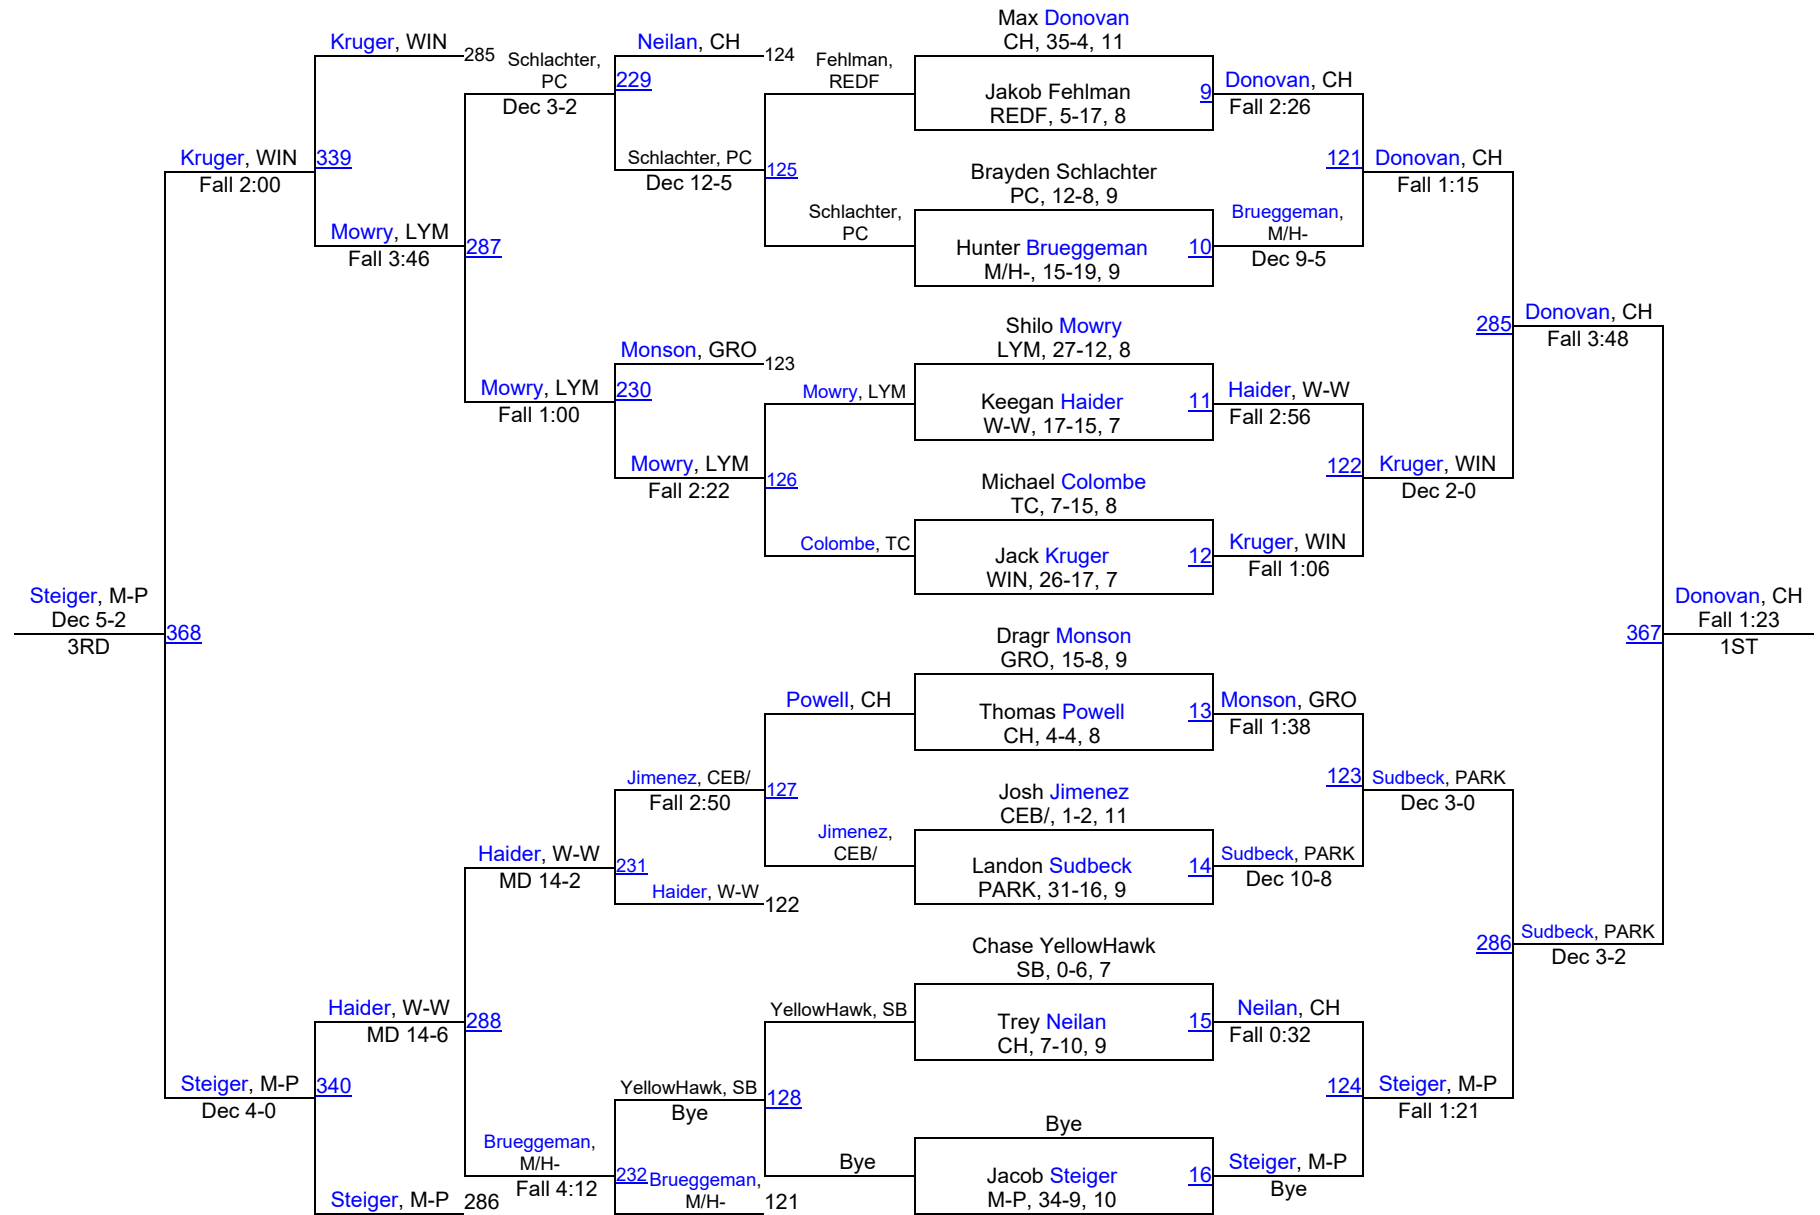 Kruger, WIN
285
Kruger, WIN
339
Fall 2:00
Mowry, LYM
Fall 3:46
Schlachter,
PC
Dec 3-2
287
Mowry, LYM
Fall 1:00
Neilan, CH
124
229
Schlachter, PC
Dec 12-5
Monson, GRO
123
230
Mowry, LYM
Fall 2:22
Fehlman,
REDF
125
Schlachter,
PC
Mowry, LYM
126
Colombe, TC
Steiger, M-P
Dec 5-2
3RD
368
Powell, CH
Jimenez, CEB/
Fall 2:50
127
Jimenez,
CEB/
Haider, W-W
MD 14-2
231
Haider, W-W
122
Haider, W-W
MD 14-6
288
YellowHawk, SB
Steiger, M-P
Dec 4-0
340
YellowHawk, SB
Bye
128
Bye
Brueggeman,
M/H-
Fall 4:12
232
Brueggeman,
M/H-
121
Steiger, M-P
286
Max Donovan
CH, 35-4, 11
Jakob Fehlman
REDF, 5-17, 8
9
Brayden Schlachter
PC, 12-8, 9
Hunter Brueggeman
M/H-, 15-19, 9
10
Shilo Mowry
LYM, 27-12, 8
Keegan Haider
W-W, 17-15, 7
11
Michael Colombe
TC, 7-15, 8
Jack Kruger
WIN, 26-17, 7
12
Dragr Monson
GRO, 15-8, 9
Thomas Powell
CH, 4-4, 8
13
Josh Jimenez
CEB/, 1-2, 11
Landon Sudbeck
PARK, 31-16, 9
14
Chase YellowHawk
SB, 0-6, 7
Trey Neilan
CH, 7-10, 9
15
Bye
Jacob Steiger
M-P, 34-9, 10
16
Donovan, CH
Fall 2:26
121
Brueggeman,
M/H-
Dec 9-5
Donovan, CH
Fall 1:15
Haider, W-W
Fall 2:56
122
Kruger, WIN
Fall 1:06
Kruger, WIN
Dec 2-0
285
Donovan, CH
Fall 3:48
Monson, GRO
Fall 1:38
123
Sudbeck, PARK
Dec 10-8
Sudbeck, PARK
Dec 3-0
Neilan, CH
Fall 0:32
124
Steiger, M-P
Bye
Steiger, M-P
Fall 1:21
286
Sudbeck, PARK
Dec 3-2
367
Donovan, CH
Fall 1:23
1ST